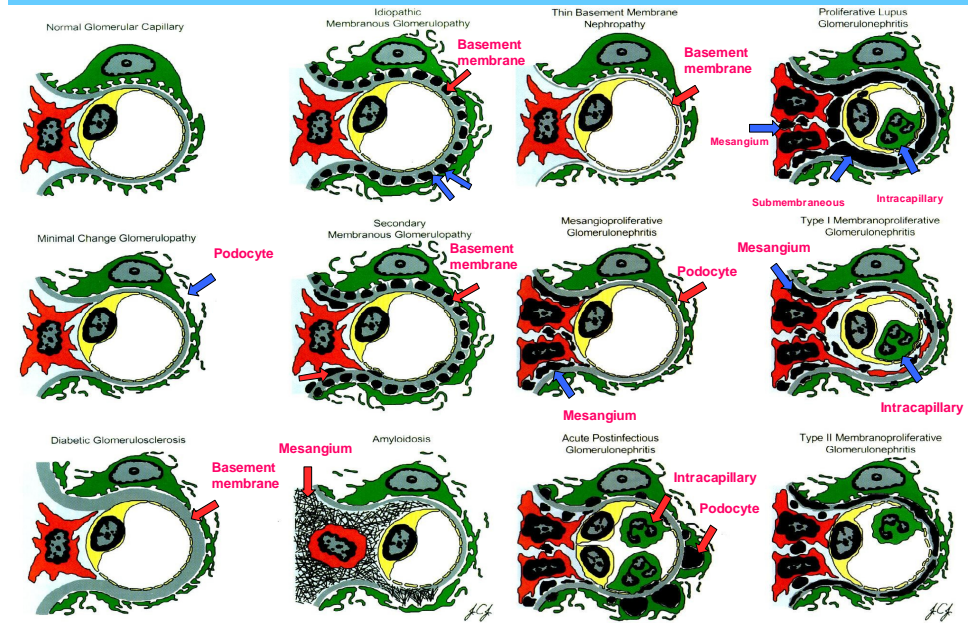 Normal Glomerular Capillary
Idiopathic
Membranous Glomerulopathy
Basement
membrane
Thin Basement Membrane
Nephropathy
Basement
membrane
Proliferative Lupus
Glomerulonephritis
Mesangium
Submembraneous
Intracapillary
Minimal Change Glomerulopathy
Podocyte
Secondary
Membranous Glomerulopathy
Basement
membrane
Mesangioproliferative
Glomerulonephritis
Podocyte
Mesangium
Type I Membranoproliferative
Glomerulonephritis
Mesangium
Intracapillary
Diabetic Glomerulosclerosis
Basement
membrane
Amyloidosis
Mesangium
Acute Postinfectious
Glomerulonephritis
Intracapillary
Podocyte
Type II Membranoproliferative
Glomerulonephritis
JCJ
JCJ